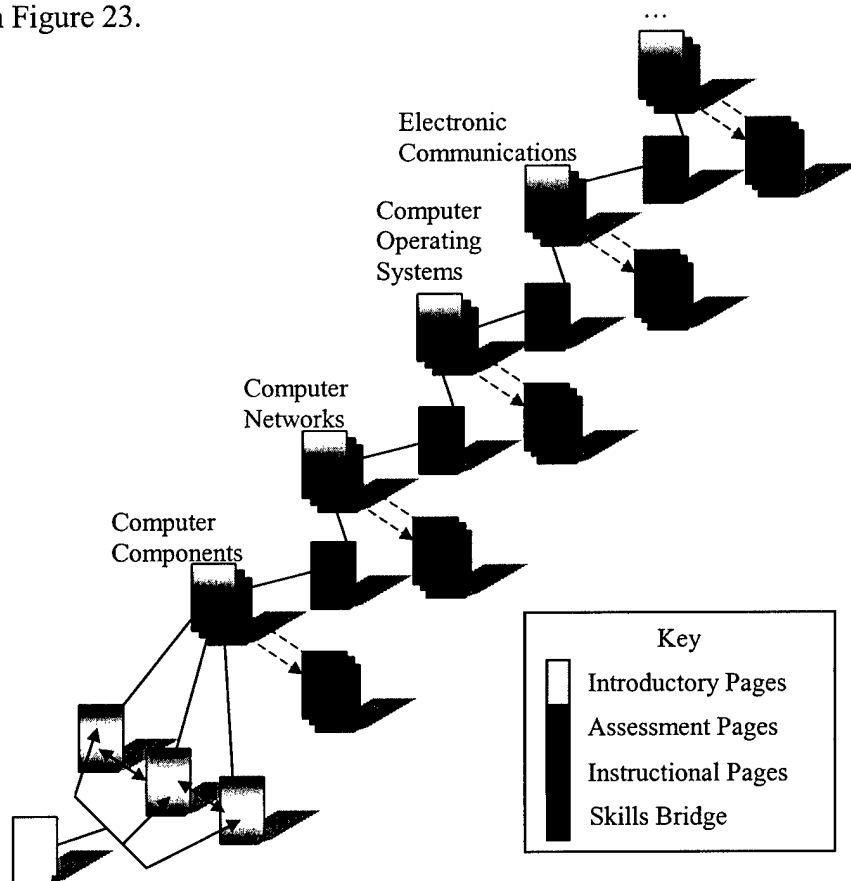 n Figure 23.
...
Electronic
Communications
Computer
Operating
Systems
Computer
Networks
Computer
Components
Key
Introductory Pages
Assessment Pages
Instructional Pages
Skills Bridge